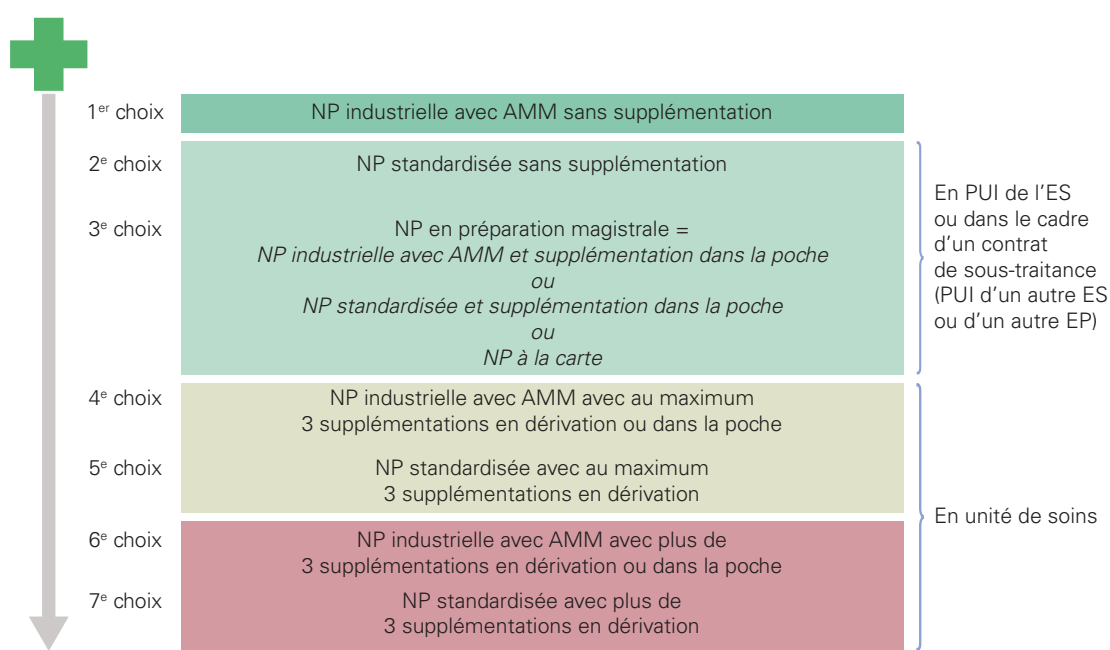 1er choix NP industrielle avec AMM sans supplémentation
2e choix NP standardisée sans supplémentation
3e choix NP en préparation magistrale =
NP industrielle avec AMM et supplémentation dans la poche
ou
NP standardisée et supplémentation dans la poche
ou
NP à la carte
En PUI de l'ES
ou dans le cadre
d'un contrat
de sous-traitance
(PUI d'un autre ES
ou d'un autre EP)
4e choix NP industrielle avec AMM avec au maximum
3 supplémentations en dérivation ou dans la poche
5e choix NP standardisée avec au maximum
3 supplémentations en dérivation
6e choix NP industrielle avec AMM avec plus de
3 supplémentations en dérivation ou dans la poche
7e choix NP standardisée avec plus de
3 supplémentations en dérivation
En unité de soins